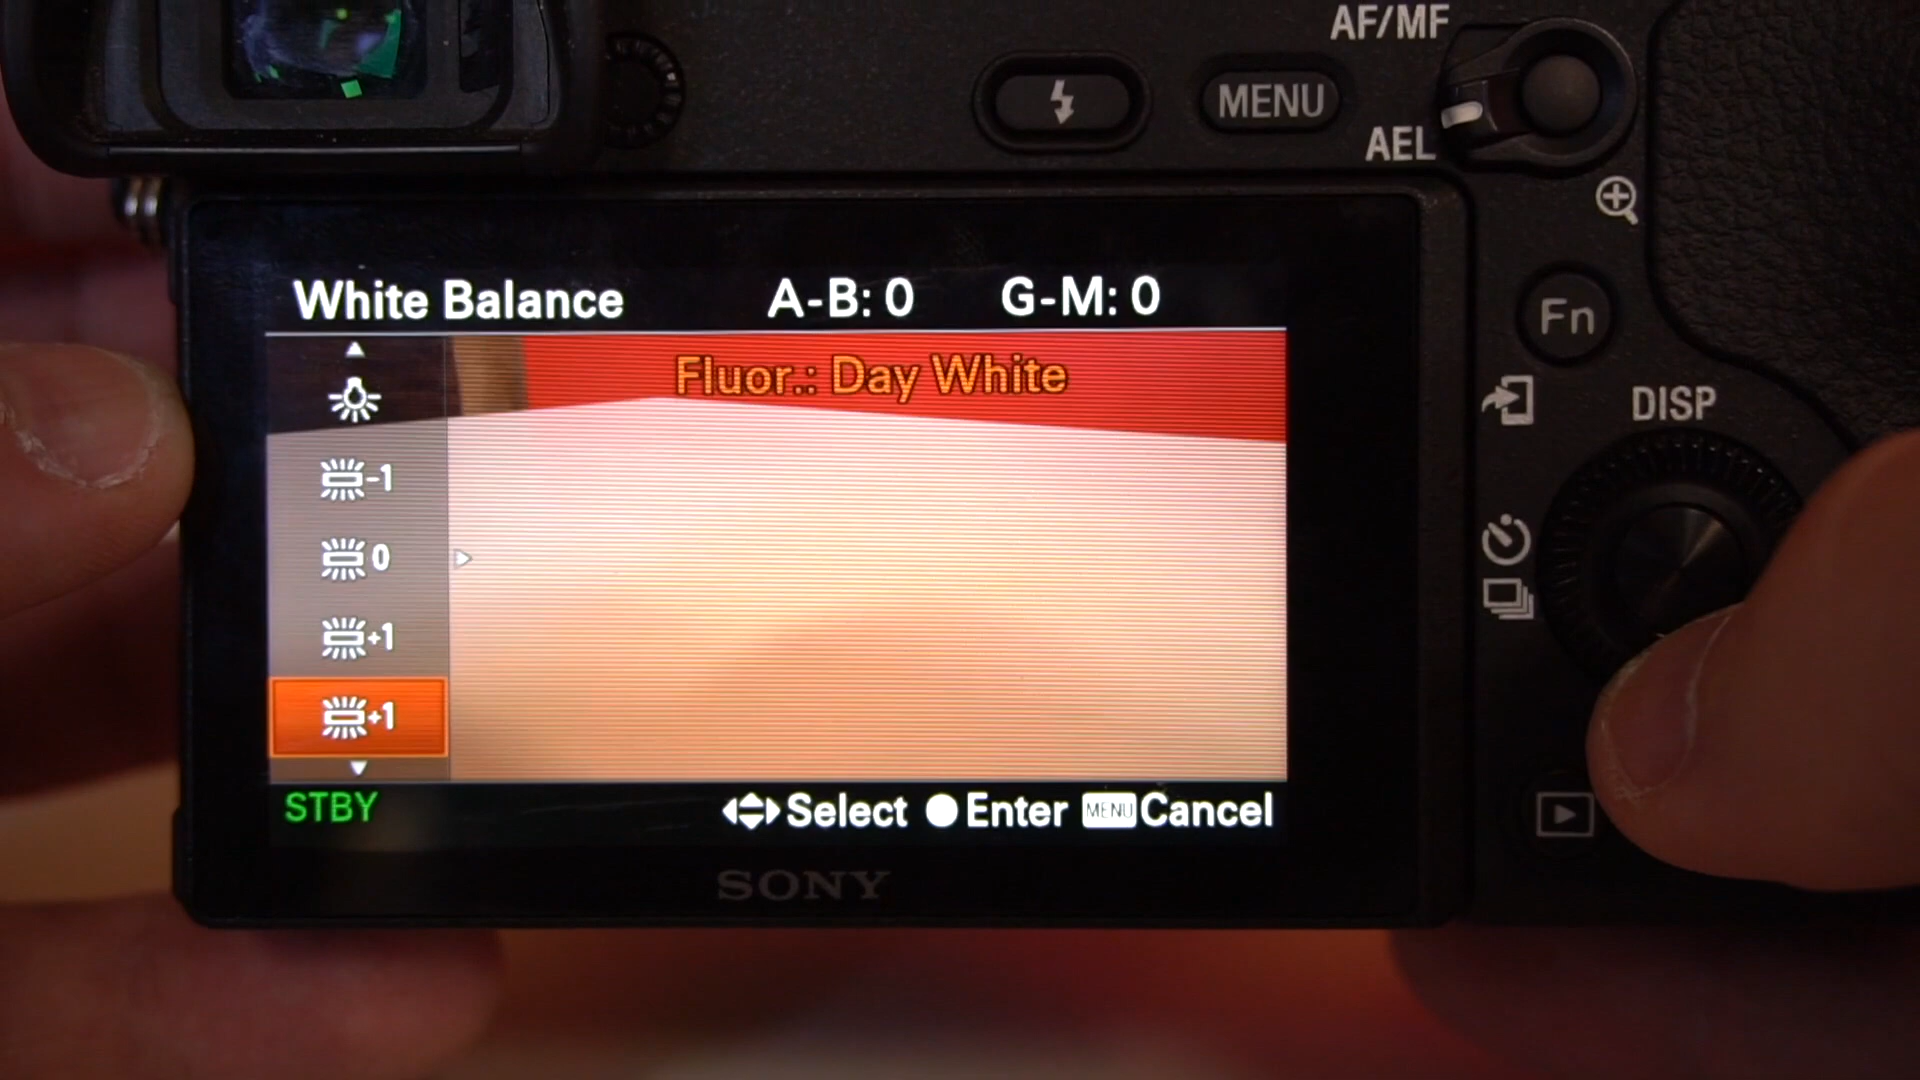 AF/MF
MENU
AEL
White Balance A-B: 0 G-M: 0
Fn
Fluor.: Day White
DISP
-1
0
+1
+1
STBY
Select Enter MENU Cancel
SONY